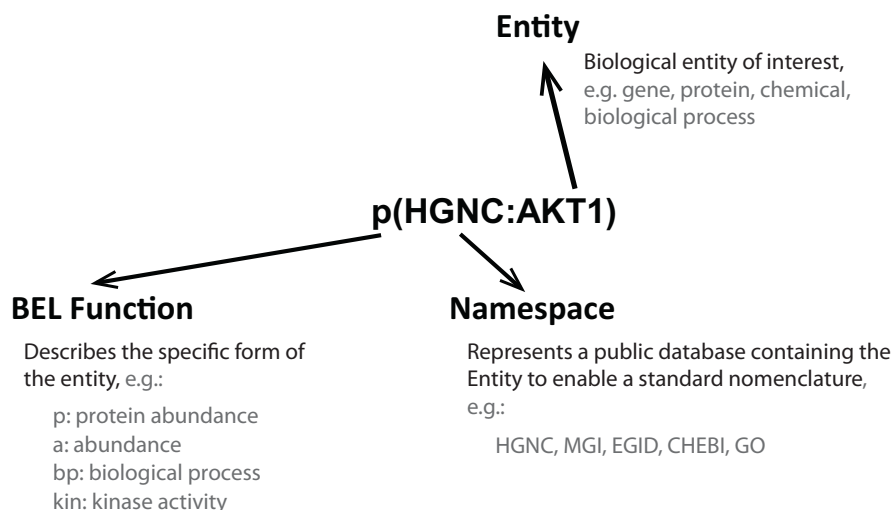 Entity
Biological entity of interest,
e.g. gene, protein, chemical,
biological process
p(HGNC:AKT1)
BEL Function
Describes the specific form of
the entity, e.g.:
p: protein abundance
a: abundance
bp: biological process
kin: kinase activity
Namespace
Represents a public database containing the
Entity to enable a standard nomenclature,
e.g.:
HGNC, MGI, EGID, CHEBI, GO